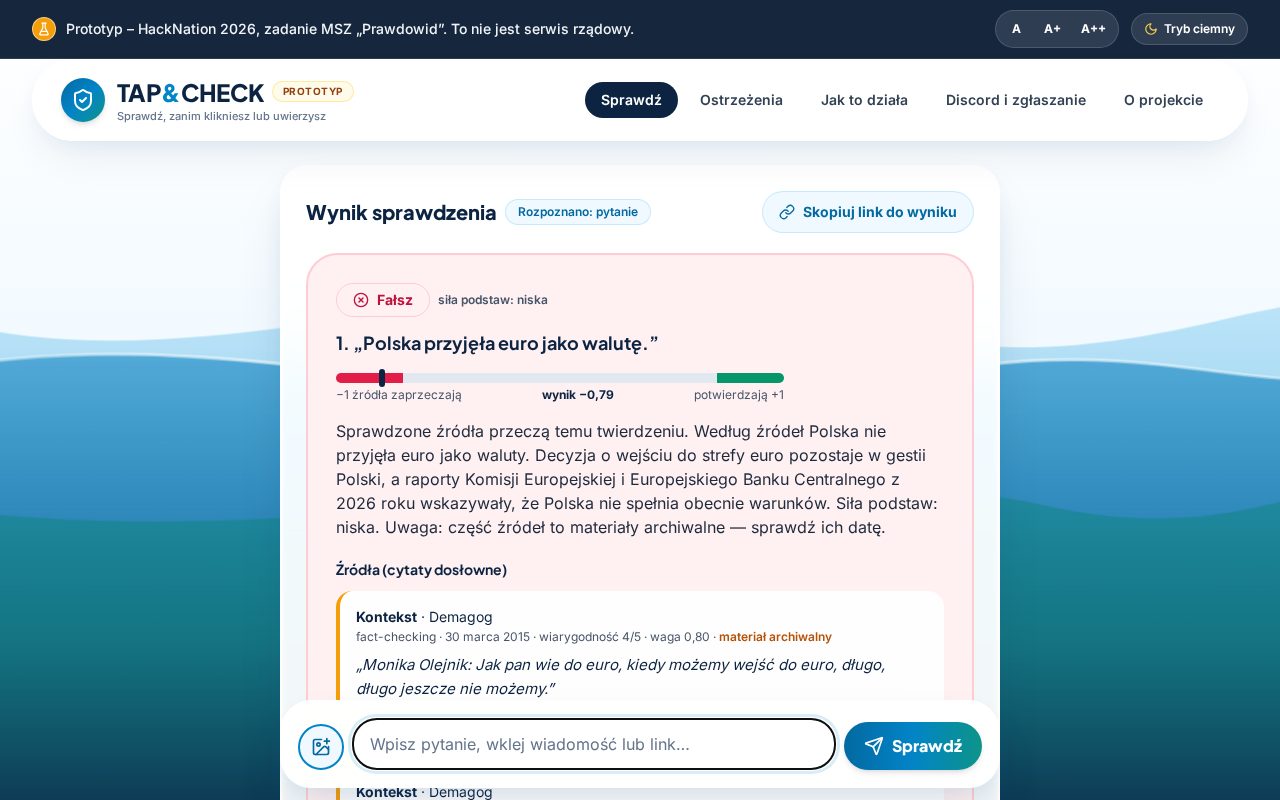 Prototyp – HackNation 2026, zadanie MSZ „Prawdowid”. To nie jest serwis rządowy.
A A+ A++
Tryb ciemny
TAP&CHECK
PROTOTYP
Sprawdź, zanim klikniesz lub uwierzysz
Sprawdź
Ostrzeżenia
Jak to działa
Discord i zgłaszanie
O projekcie
Wynik sprawdzenia
Rozpoznano: pytanie
Skopiuj link do wyniku
Fałsz
siła podstaw: niska
1. „Polska przyjęła euro jako walutę.”
−1 źródła zaprzeczają
wynik −0,79
potwierdzają +1
Sprawdzone źródła przeczą temu twierdzeniu. Według źródeł Polska nie
przyjęła euro jako waluty. Decyzja o wejściu do strefy euro pozostaje w gestii
Polski, a raporty Komisji Europejskiej i Europejskiego Banku Centralnego z
2026 roku wskazywały, że Polska nie spełnia obecnie warunków. Siła podstaw:
niska. Uwaga: część źródeł to materiały archiwalne — sprawdź ich datę.
Źródła (cytaty dosłowne)
Kontekst · Demagog
fact-checking · 30 marca 2015 · wiarygodność 4/5 · waga 0,80 · materiał archiwalny
„Monika Olejnik: Jak pan wie do euro, kiedy możemy wejść do euro, długo,
długo jeszcze nie możemy.”
Wpisz pytanie, wklej wiadomość lub link…
Sprawdź
Kontekst · Demagog